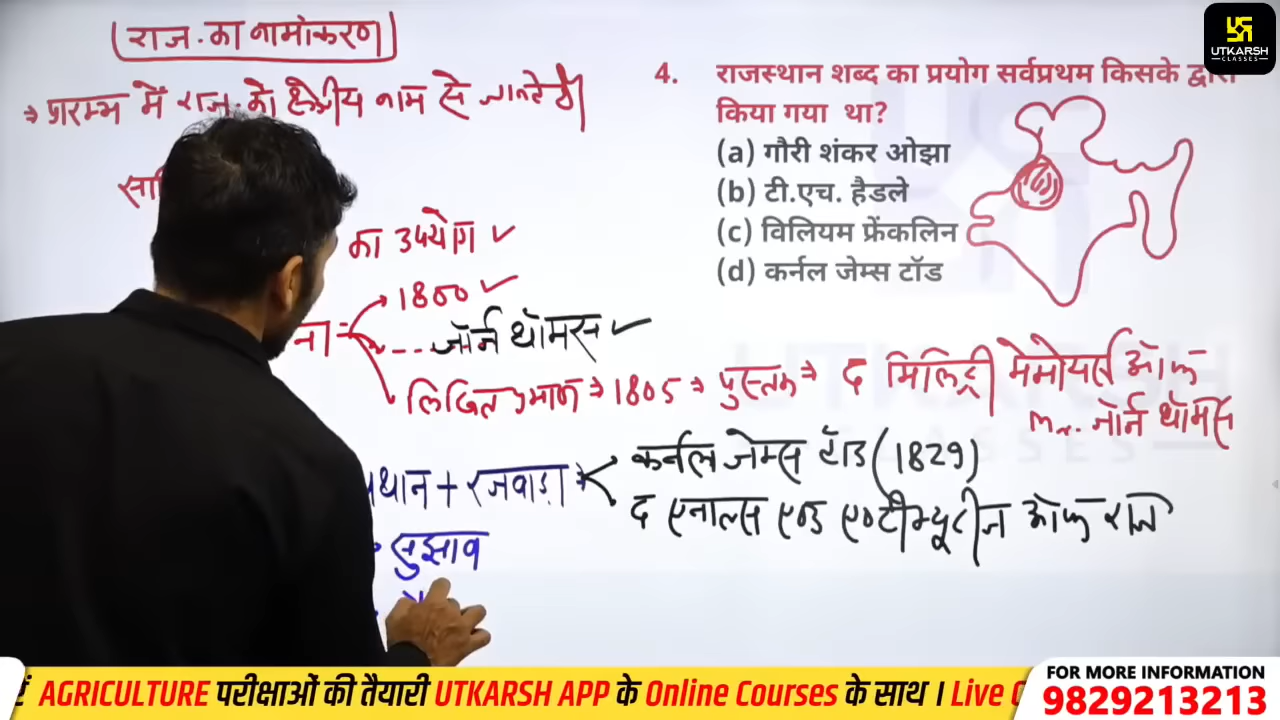 राज. का नामोकरण
UTKARSH
CLASSES
⇒ प्रारम्भ में राज. को क्षेत्रीय नाम से जानते थे।
का उपयोग ✓
1800 ✓
जॉर्ज थॉमस ✓
लिखित प्रमाण ⇒ 1805 ⇒ पुस्तक ⇒ द मिलिट्री मेमोयर्स ऑफ
Mr. जॉर्ज थॉमस
+ रजवाड़ा
कर्नल जेम्स टॉड (1829)
द एनाल्स एण्ड एण्टीक्यूटीज ऑफ राज
सुझाव
4. राजस्थान शब्द का प्रयोग सर्वप्रथम किसके द्वारा
किया गया था?
(a) गौरी शंकर ओझा
(b) टी.एच. हैडले
(c) विलियम फ्रेंकलिन
(d) कर्नल जेम्स टॉड
AGRICULTURE परीक्षाओं की तैयारी UTKARSH APP के Online Courses के साथ । Live
FOR MORE INFORMATION
9829213213